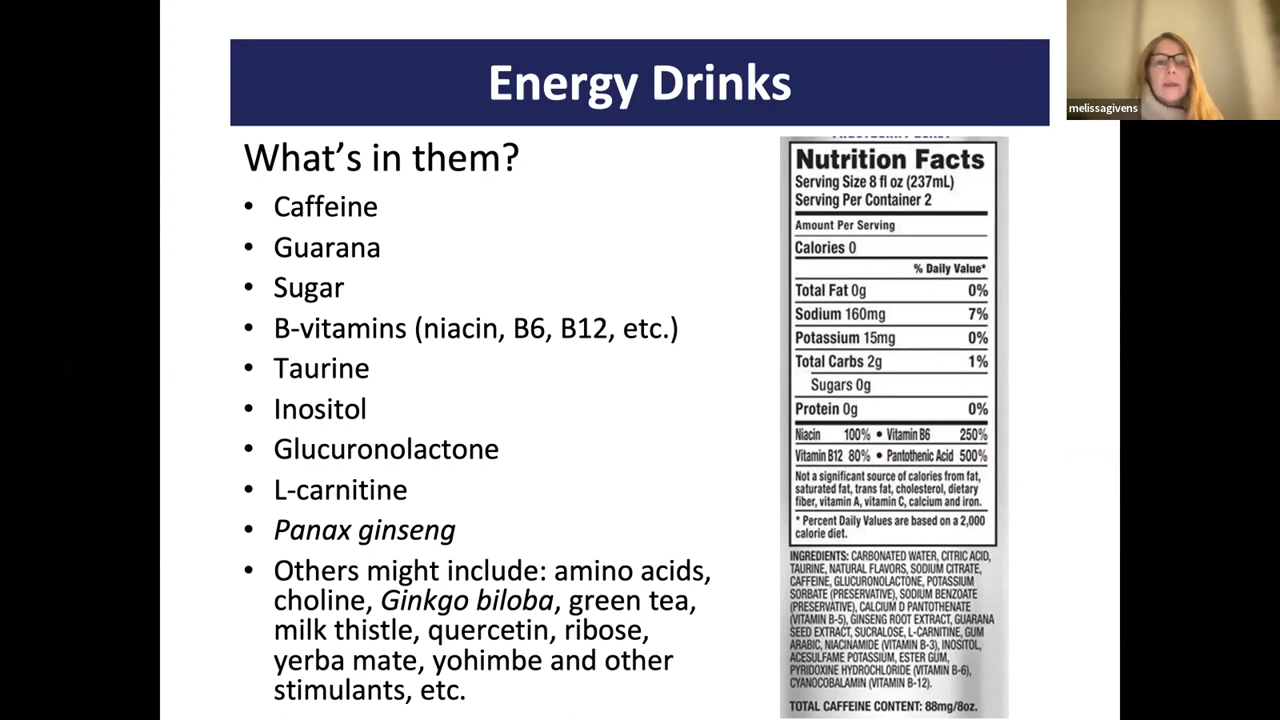 Energy Drinks
melissagivens
What's in them?
• Caffeine
• Guarana
• Sugar
• B-vitamins (niacin, B6, B12, etc.)
• Taurine
• Inositol
• Glucuronolactone
• L-carnitine
• Panax ginseng
• Others might include: amino acids,
choline, Ginkgo biloba, green tea,
milk thistle, quercetin, ribose,
yerba mate, yohimbe and other
stimulants, etc.
Nutrition Facts
Serving Size 8 fl oz (237mL)
Serving Per Container 2
Amount Per Serving
Calories 0
% Daily Value*
Total Fat 0g 0%
Sodium 160mg 7%
Potassium 15mg 0%
Total Carbs 2g 1%
Sugars 0g
Protein 0g 0%
Niacin 100% • Vitamin B6 250%
Vitamin B12 80% • Pantothenic Acid 500%
Not a significant source of calories from fat,
saturated fat, trans fat, cholesterol, dietary
fiber, vitamin A, vitamin C, calcium and iron.
* Percent Daily Values are based on a 2,000
calorie diet.
INGREDIENTS: CARBONATED WATER, CITRIC ACID,
TAURINE, NATURAL FLAVORS, SODIUM CITRATE,
CAFFEINE, GLUCURONOLACTONE, POTASSIUM
SORBATE (PRESERVATIVE), SODIUM BENZOATE
(PRESERVATIVE), CALCIUM D PANTOTHENATE
(VITAMIN B-5), GINSENG ROOT EXTRACT, GUARANA
SEED EXTRACT, SUCRALOSE, L-CARNITINE, GUM
ARABIC, NIACINAMIDE (VITAMIN B-3), INOSITOL,
ACESULFAME POTASSIUM, ESTER GUM,
PYRIDOXINE HYDROCHLORIDE (VITAMIN B-6),
CYANOCOBALAMIN (VITAMIN B-12).
TOTAL CAFFEINE CONTENT: 88mg/8oz.